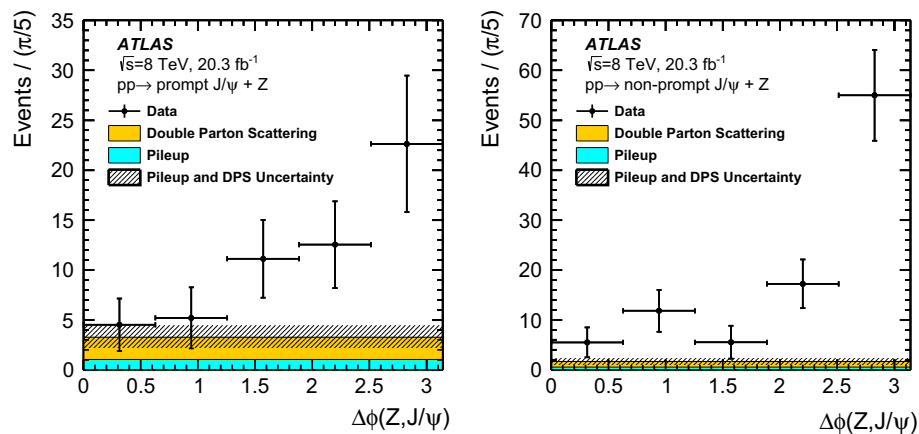 Events / (π/5)
35
30
25
20
15
10
5
0
ATLAS
√s=8 TeV, 20.3 fb⁻¹
pp→ prompt J/ψ + Z
Data
Double Parton Scattering
Pileup
Pileup and DPS Uncertainty
0 0.5 1 1.5 2 2.5 3
Δϕ(Z,J/ψ)
Events / (π/5)
70
60
50
40
30
20
10
0
ATLAS
√s=8 TeV, 20.3 fb⁻¹
pp→ non-prompt J/ψ + Z
Data
Double Parton Scattering
Pileup
Pileup and DPS Uncertainty
0 0.5 1 1.5 2 2.5 3
Δϕ(Z,J/ψ)